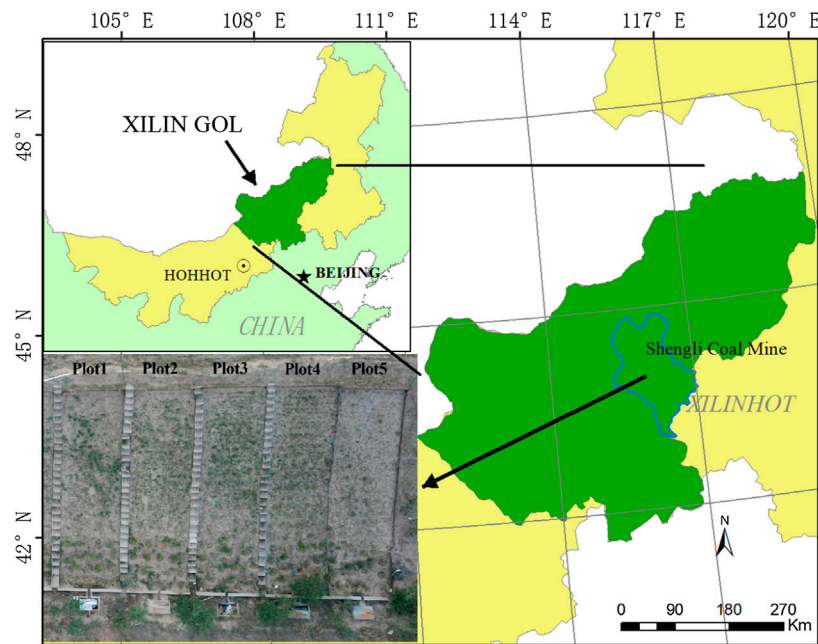 105° E 108° E 111° E 114° E 117° E 120° E
48° N
45° N
42° N
XILIN GOL
HOHHOT
BEIJING
CHINA
Plot1 Plot2 Plot3 Plot4 Plot5
Shengli Coal Mine
XILINHOT
N
0 45 90 180 270
Km